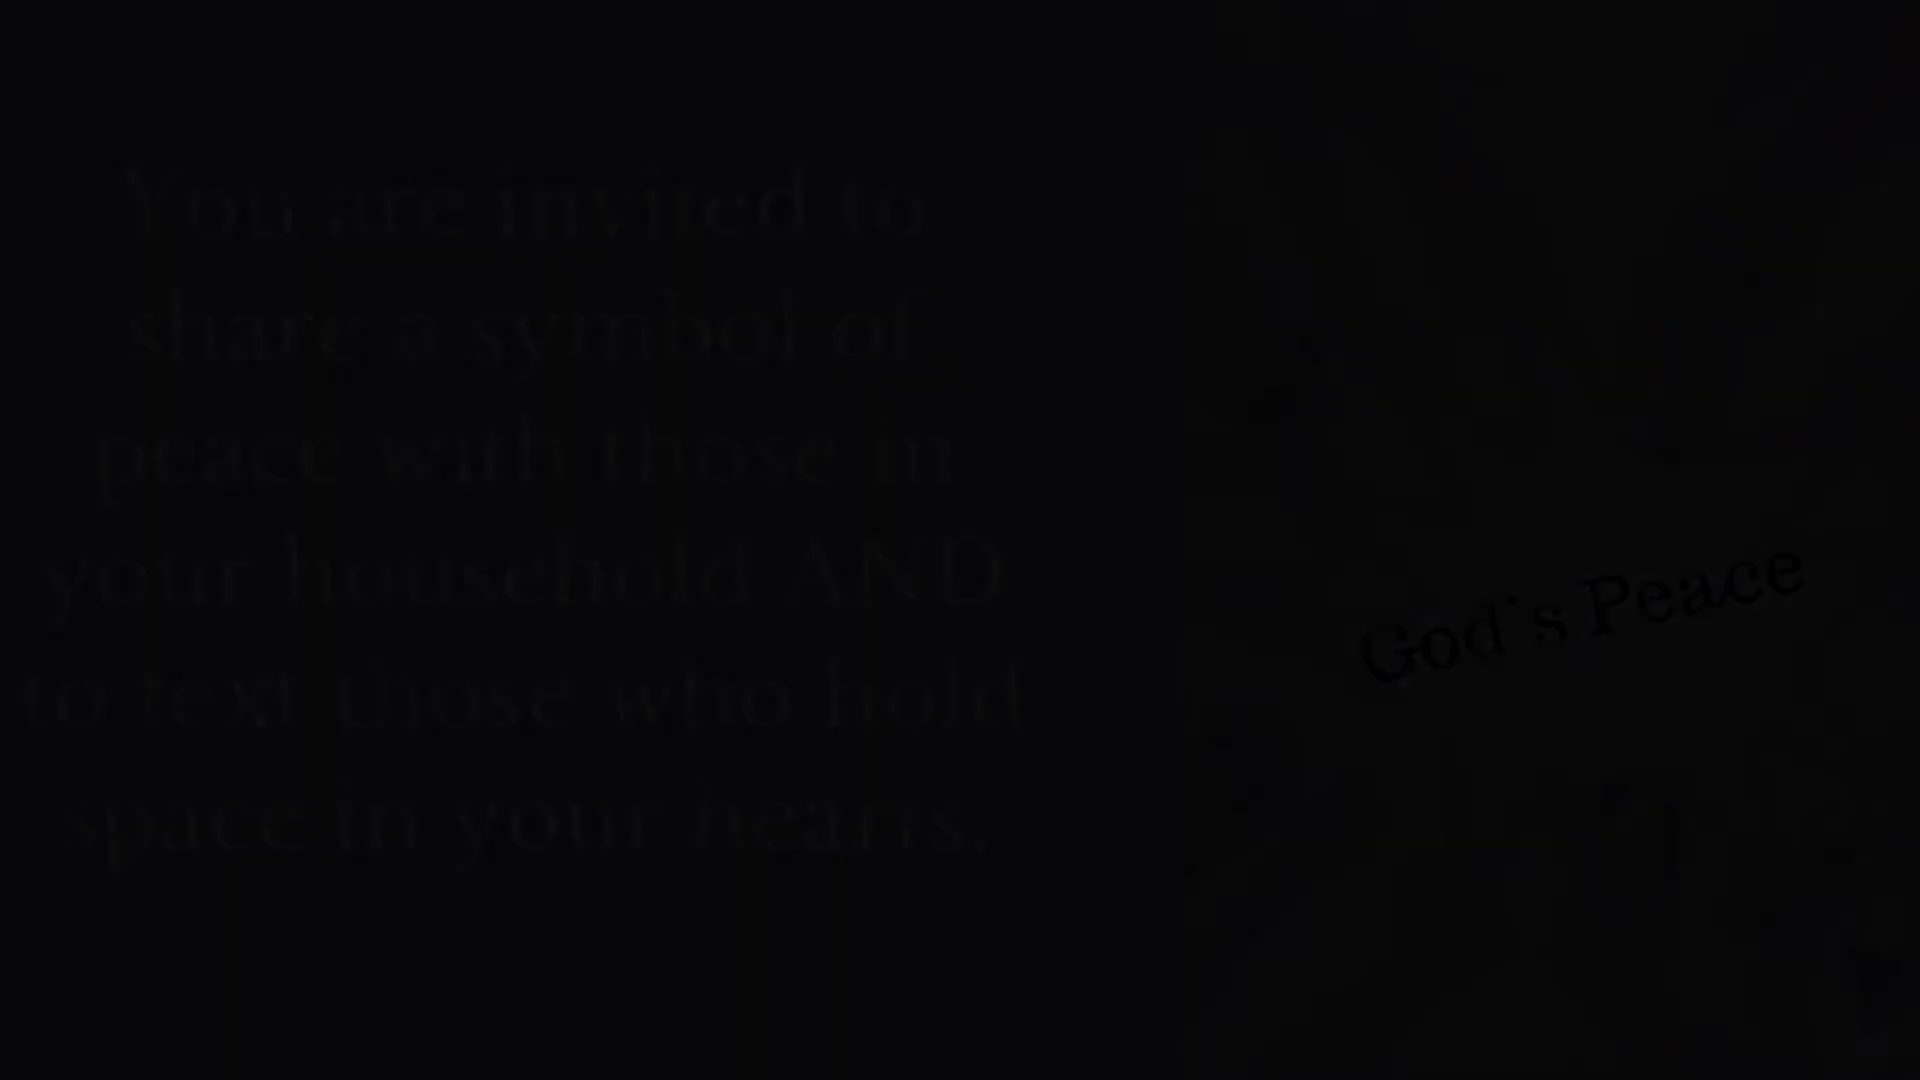 You are invited to
share a symbol of
peace with those in
your household AND
to text those who hold
space in your hearts.
God's Peace